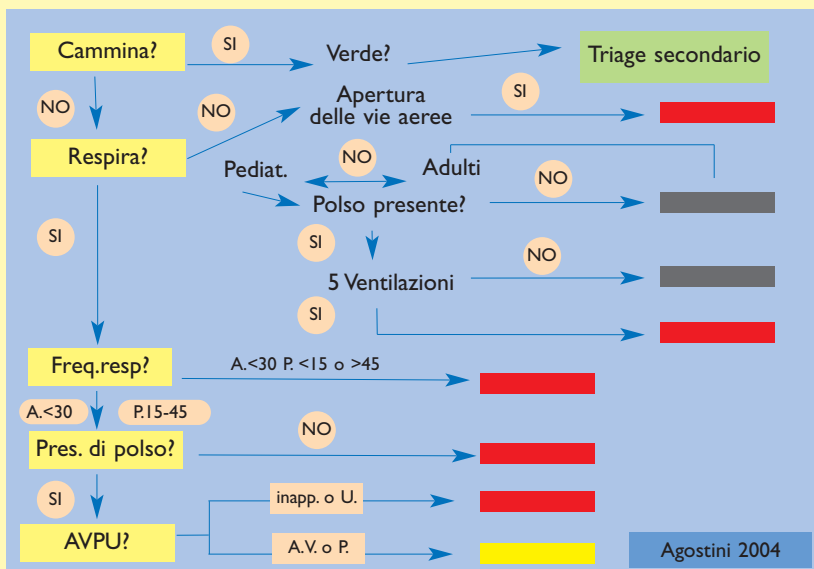 Cammina?
SI
Verde?
Triage secondario
NO
NO
Apertura
delle vie aeree
SI
Respira?
Pediat.
NO
Adulti
NO
Polso presente?
SI
SI
5 Ventilazioni
NO
SI
Freq.resp?
A.<30 P. <15 o >45
A.<30
P.15-45
NO
Pres. di polso?
SI
inapp. o U.
AVPU?
A.V. o P.
Agostini 2004